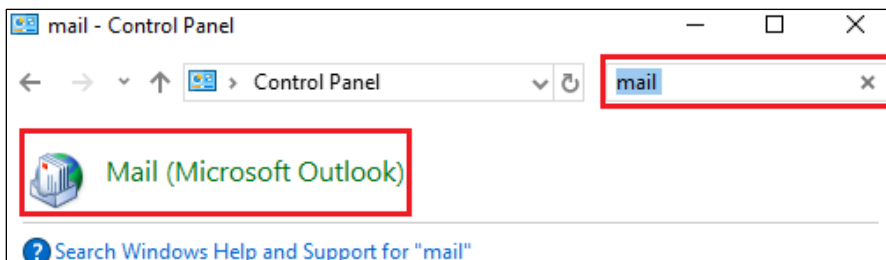 mail - Control Panel
Control Panel
mail
Mail (Microsoft Outlook)
Search Windows Help and Support for "mail"